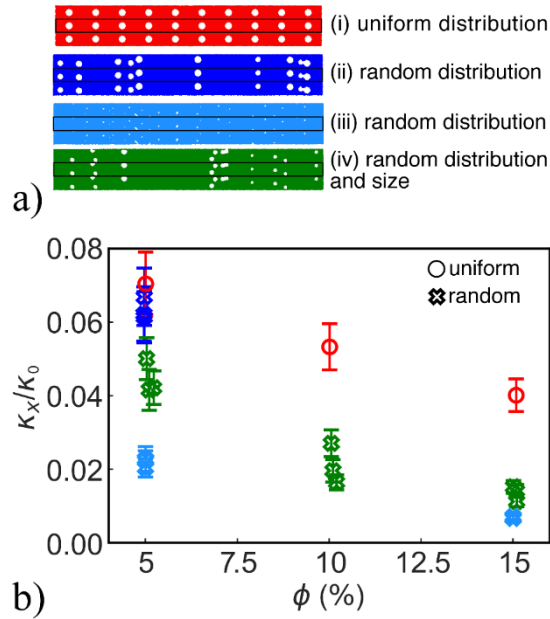 (i) uniform distribution
(ii) random distribution
(iii) random distribution
(iv) random distribution
and size
a)
0.08
0.06
0.04
0.02
0.00
κx/κ0
uniform
random
5
7.5
10
12.5
15
ϕ (%)
b)